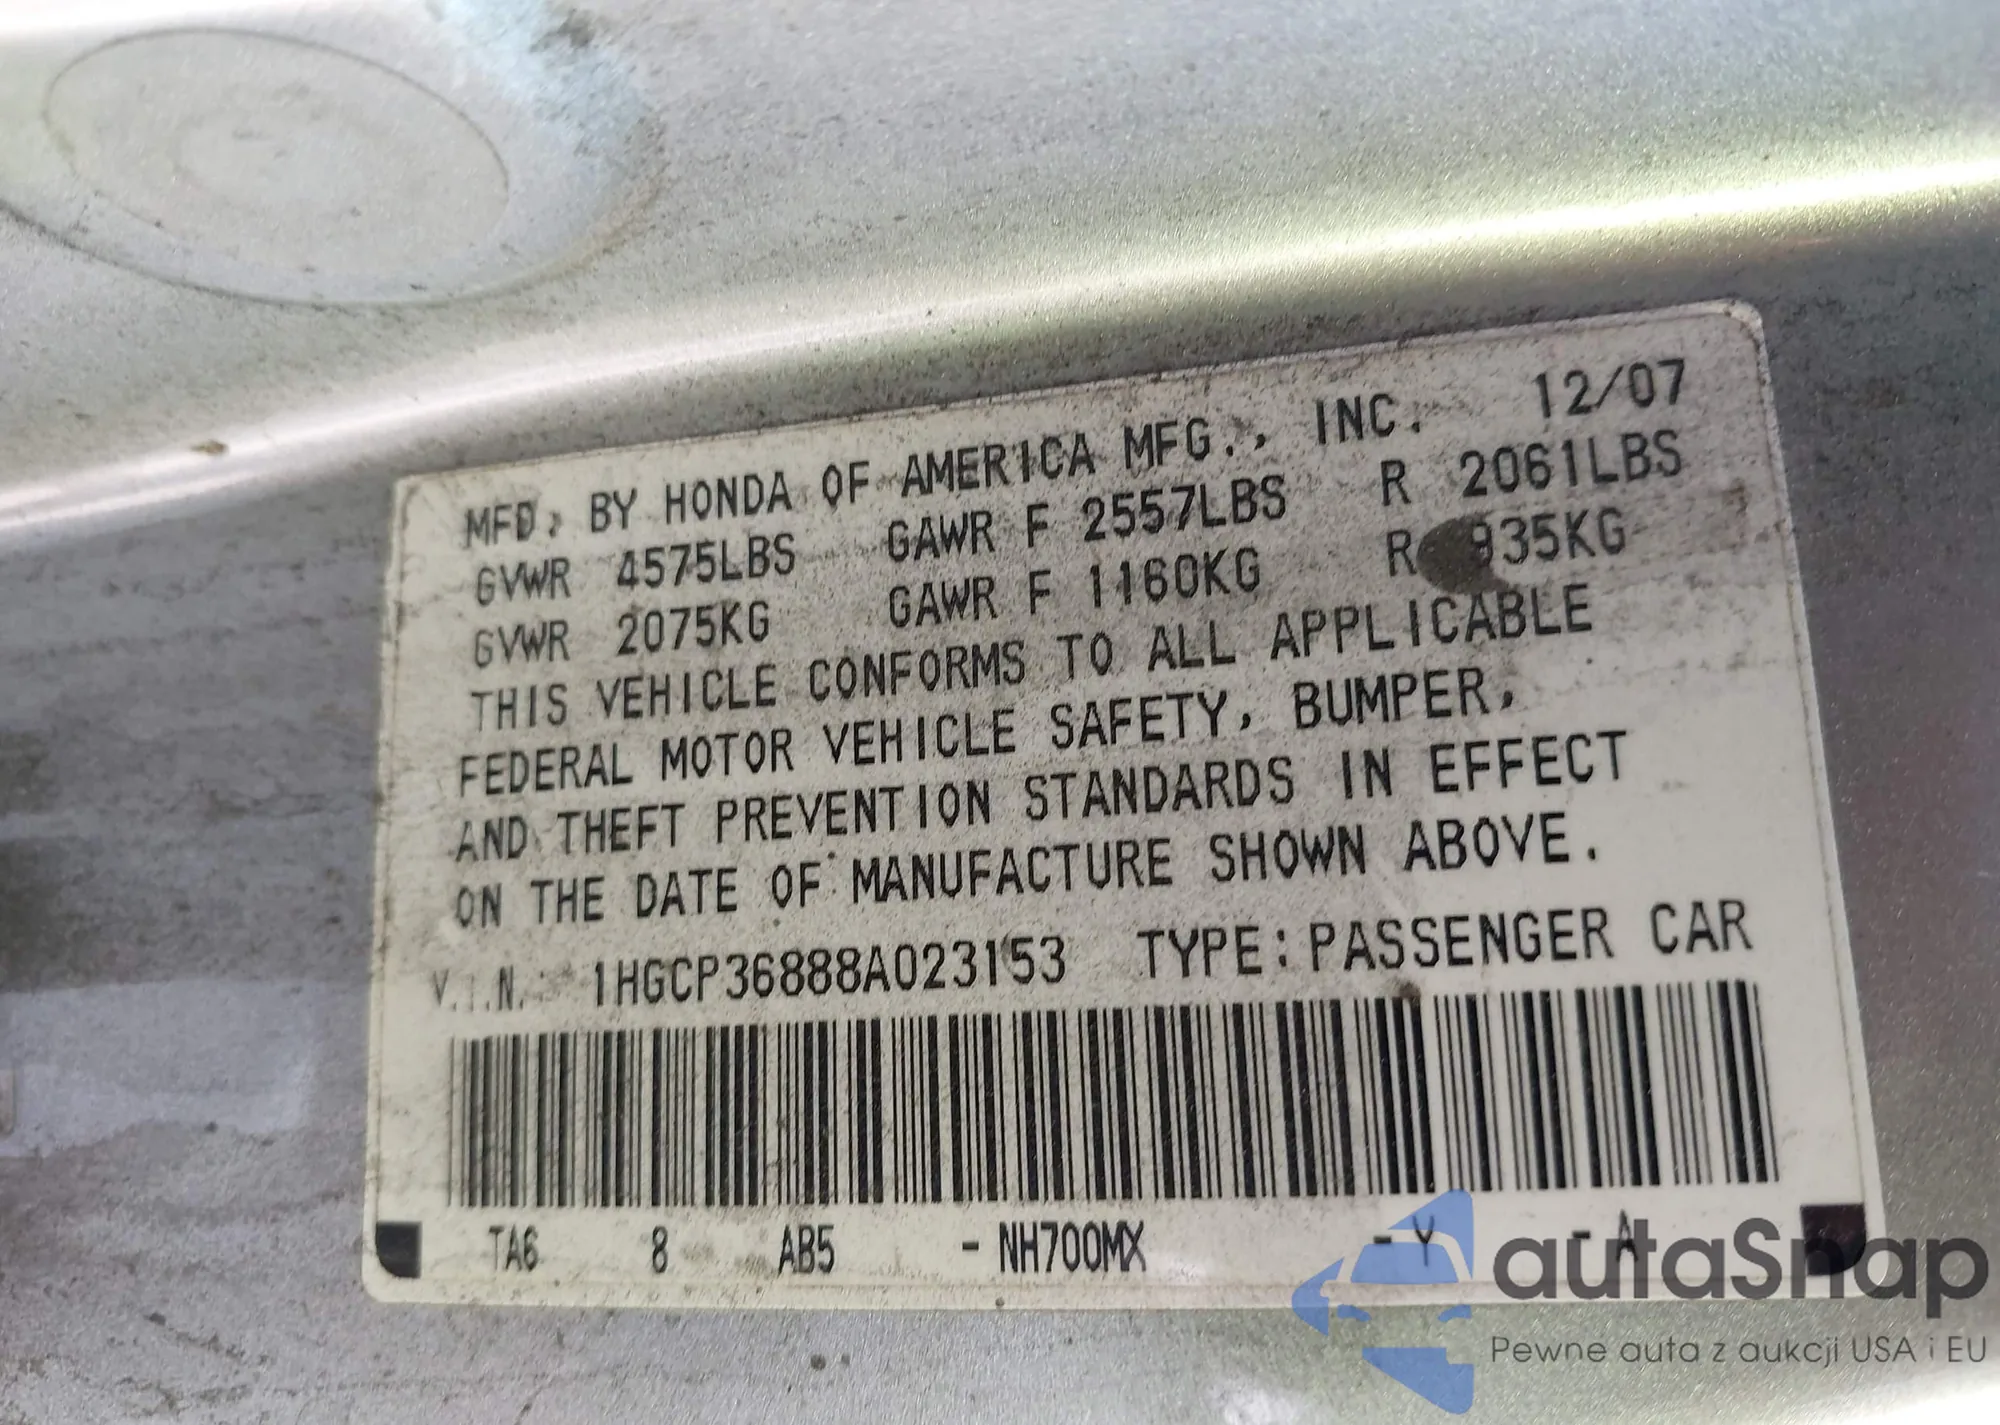 MFD. BY HONDA OF AMERICA MFG., INC. 12/07
GVWR 4575LBS GAWR F 2557LBS R 2061LBS
GVWR 2075KG GAWR F 1160KG R 935KG
THIS VEHICLE CONFORMS TO ALL APPLICABLE
FEDERAL MOTOR VEHICLE SAFETY, BUMPER,
AND THEFT PREVENTION STANDARDS IN EFFECT
ON THE DATE OF MANUFACTURE SHOWN ABOVE.
V.I.N.: 1HGCP36888A023153 TYPE: PASSENGER CAR
TA6 8 AB5 - NH700MX - Y - A
autaSnap
Pewne auta z aukcji USA i EU